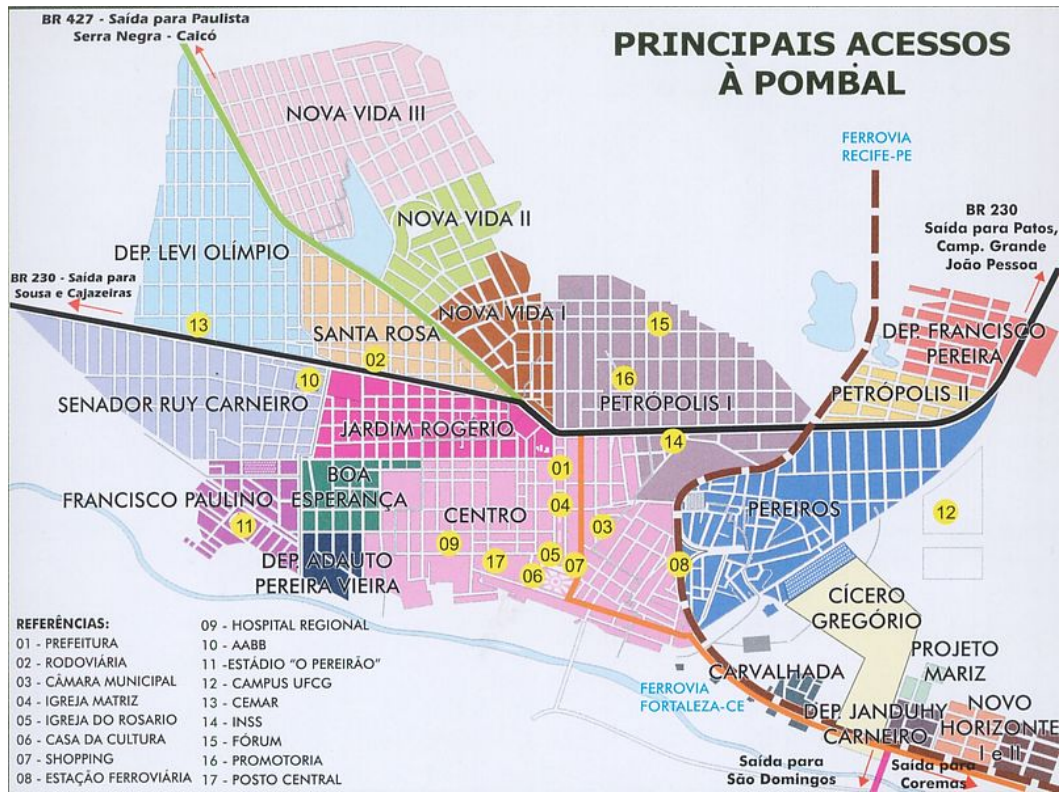 BR 427 - Saída para Paulista
Serra Negra - Caicó
PRINCIPAIS ACESSOS
À POMBAL
NOVA VIDA III
FERROVIA
RECIFE-PE
BR 230
Saída para Patos,
Camp. Grande
João Pessoa
NOVA VIDA II
DEP. LEVI OLÍMPIO
BR 230 - Saída para
Sousa e Cajazeiras
13
SANTA ROSA
02
NOVA VIDA I
15
DEP. FRANCISCO
PEREIRA
10
16
SENADOR RUY CARNEIRO
PETRÓPOLIS I
PETRÓPOLIS II
JARDIM ROGÉRIO
14
01
BOA
ESPERANÇA
FRANCISCO PAULINO
11
CENTRO
04
03
PEREIROS
12
09
17
05
06
07
08
DEP. ADAUTO
PEREIRA VIEIRA
CÍCERO
GREGÓRIO
PROJETO
MARIZ
CARVALHADA
FERROVIA
FORTALEZA-CE
DEP. JANDUHY
CARNEIRO
NOVO
HORIZONTE
I e II
Saída para
São Domingos
Saída para
Coremas
REFERÊNCIAS:
01 - PREFEITURA
02 - RODOVIÁRIA
03 - CÂMARA MUNICIPAL
04 - IGREJA MATRIZ
05 - IGREJA DO ROSARIO
06 - CASA DA CULTURA
07 - SHOPPING
08 - ESTAÇÃO FERROVIÁRIA
09 - HOSPITAL REGIONAL
10 - AABB
11 -ESTÁDIO "O PEREIRÃO"
12 - CAMPUS UFCG
13 - CEMAR
14 - INSS
15 - FÓRUM
16 - PROMOTORIA
17 - POSTO CENTRAL